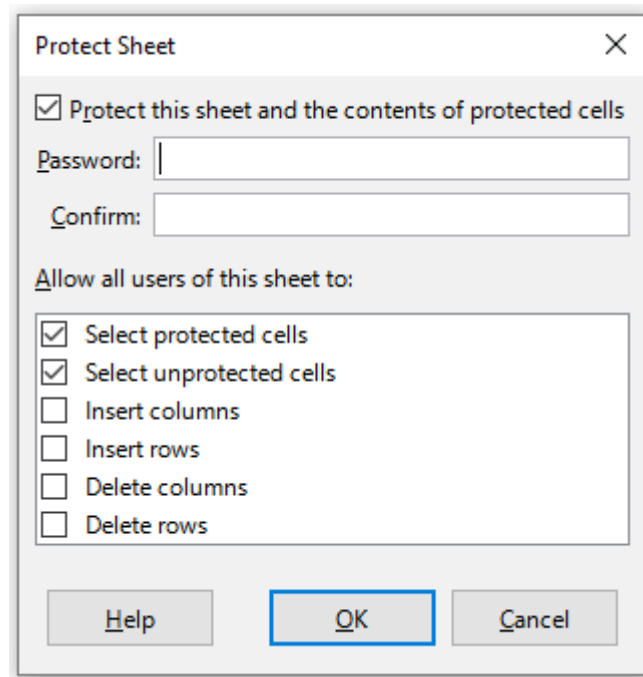 Protect Sheet
Protect this sheet and the contents of protected cells
Password:
Confirm:
Allow all users of this sheet to:
Select protected cells
Select unprotected cells
Insert columns
Insert rows
Delete columns
Delete rows
Help OK Cancel